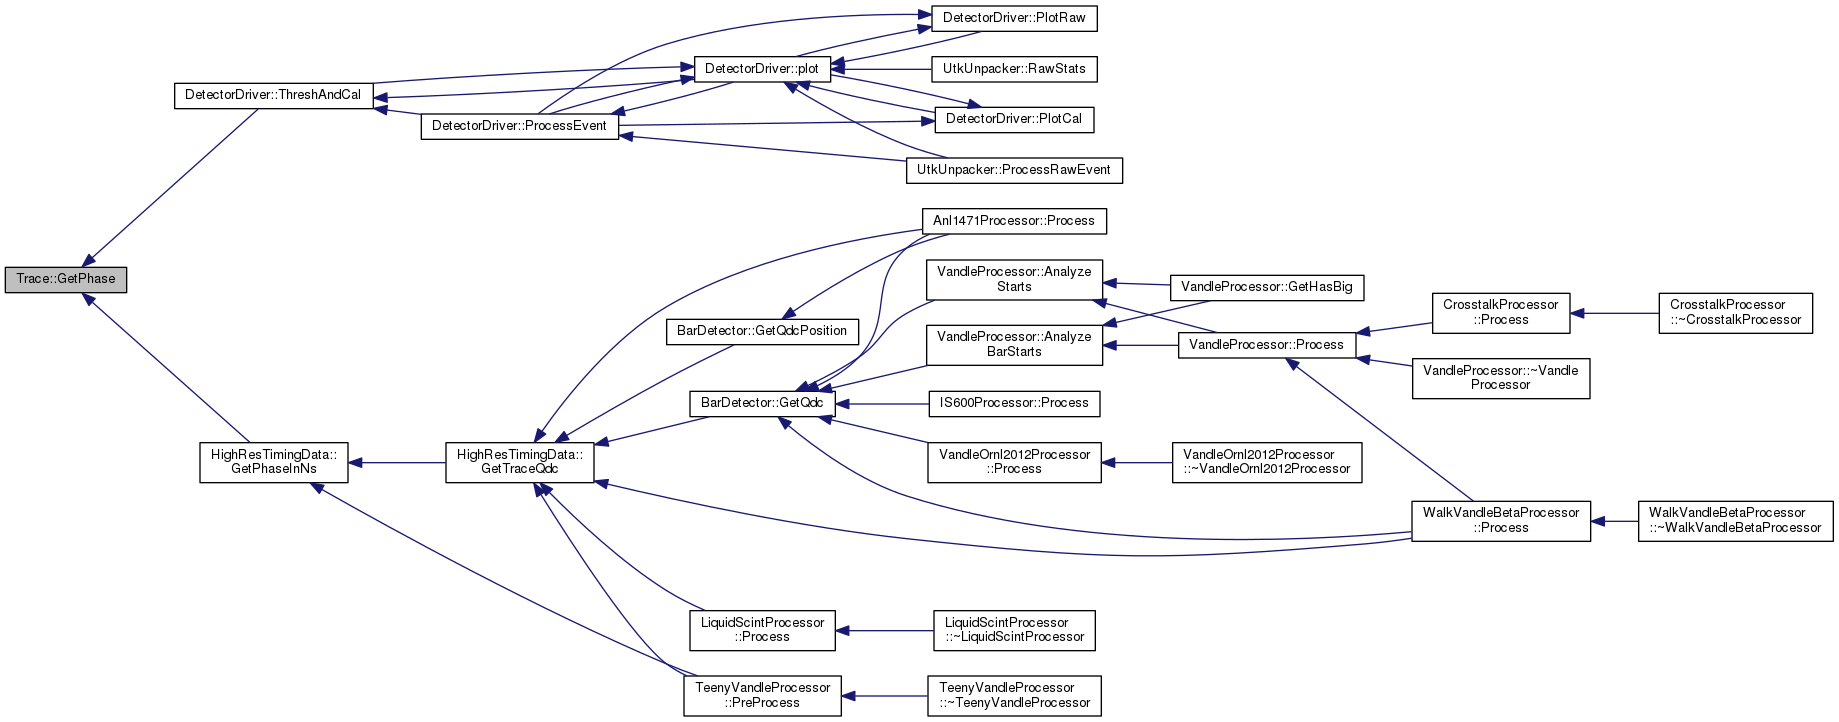 DetectorDriver::PlotRaw
DetectorDriver::plot
UtkUnpacker::RawStats
DetectorDriver::ThreshAndCal
DetectorDriver::PlotCal
DetectorDriver::ProcessEvent
UtkUnpacker::ProcessRawEvent
Anl1471Processor::Process
Trace::GetPhase
VandleProcessor::Analyze
Starts
VandleProcessor::GetHasBig
CrosstalkProcessor
::Process
CrosstalkProcessor
::~CrosstalkProcessor
BarDetector::GetQdcPosition
VandleProcessor::Analyze
BarStarts
VandleProcessor::Process
VandleProcessor::~Vandle
Processor
BarDetector::GetQdc
IS600Processor::Process
HighResTimingData::
GetPhaseInNs
HighResTimingData::
GetTraceQdc
VandleOrnl2012Processor
::Process
VandleOrnl2012Processor
::~VandleOrnl2012Processor
WalkVandleBetaProcessor
::Process
WalkVandleBetaProcessor
::~WalkVandleBetaProcessor
LiquidScintProcessor
::Process
LiquidScintProcessor
::~LiquidScintProcessor
TeenyVandleProcessor
::PreProcess
TeenyVandleProcessor
::~TeenyVandleProcessor